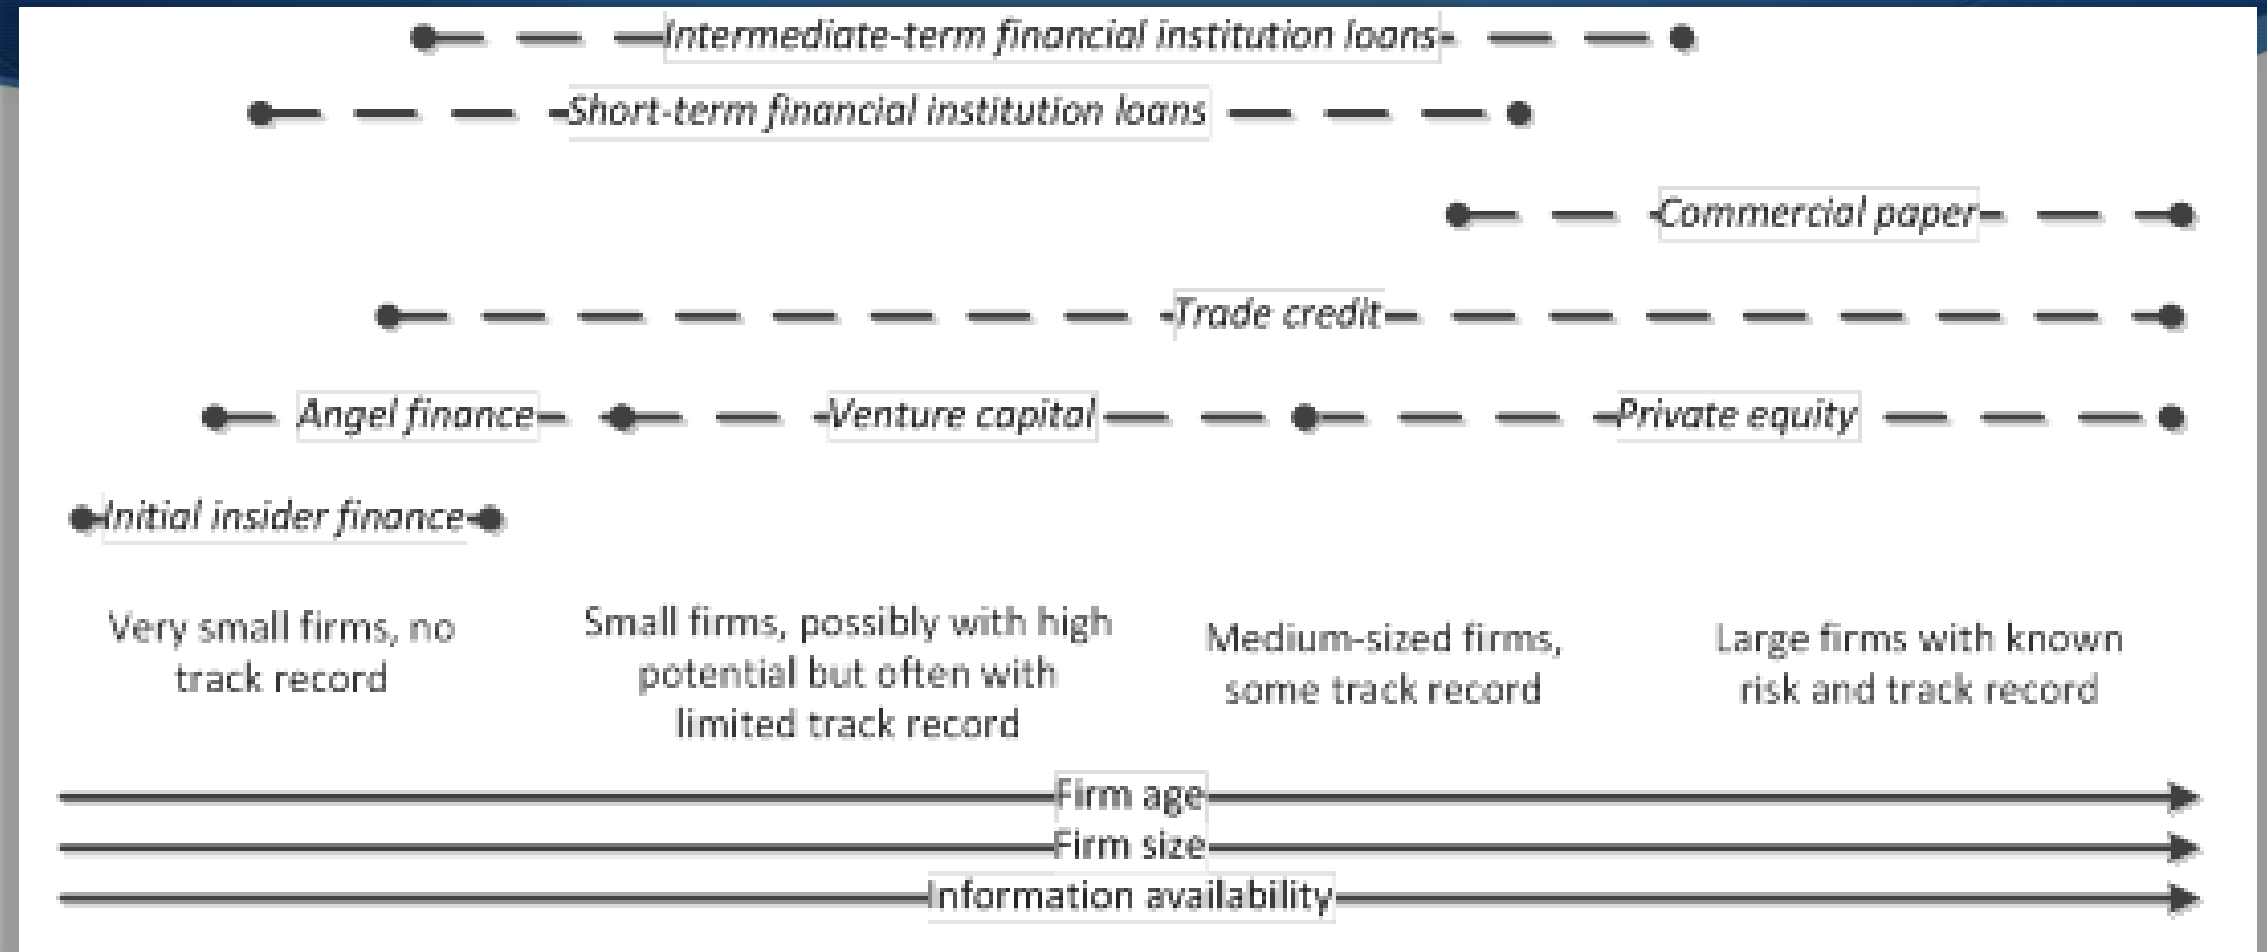 Intermediate-term financial institution loans
Short-term financial institution loans
Commercial paper
Trade credit
Angel finance
Venture capital
Private equity
Initial insider finance
Very small firms, no
track record
Small firms, possibly with high
potential but often with
limited track record
Medium-sized firms,
some track record
Large firms with known
risk and track record
Firm age
Firm size
Information availability